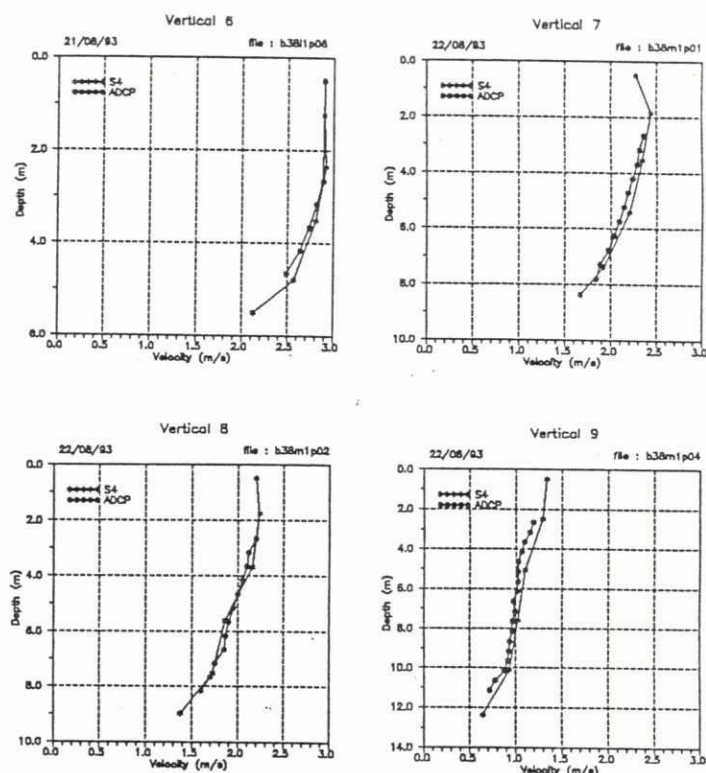 Vertical 6
21/08/93 file : b38l1p06
S4
ADCP
Depth (m)
0.0
2.0
4.0
6.0
0.0 0.5 1.0 1.5 2.0 2.5 3.0
Velocity (m/s)
Vertical 7
22/08/93 file : b38m1p01
S4
ADCP
Depth (m)
0.0
2.0
4.0
6.0
8.0
10.0
0.0 0.5 1.0 1.5 2.0 2.5 3.0
Velocity (m/s)
Vertical 8
22/08/93 file : b38m1p02
S4
ADCP
Depth (m)
0.0
2.0
4.0
6.0
8.0
10.0
0.0 0.5 1.0 1.5 2.0 2.5 3.0
Velocity (m/s)
Vertical 9
22/08/93 file : b38m1p04
S4
ADCP
Depth (m)
0.0
2.0
4.0
6.0
8.0
10.0
12.0
14.0
0.0 0.5 1.0 1.5 2.0 2.5 3.0
Velocity (m/s)